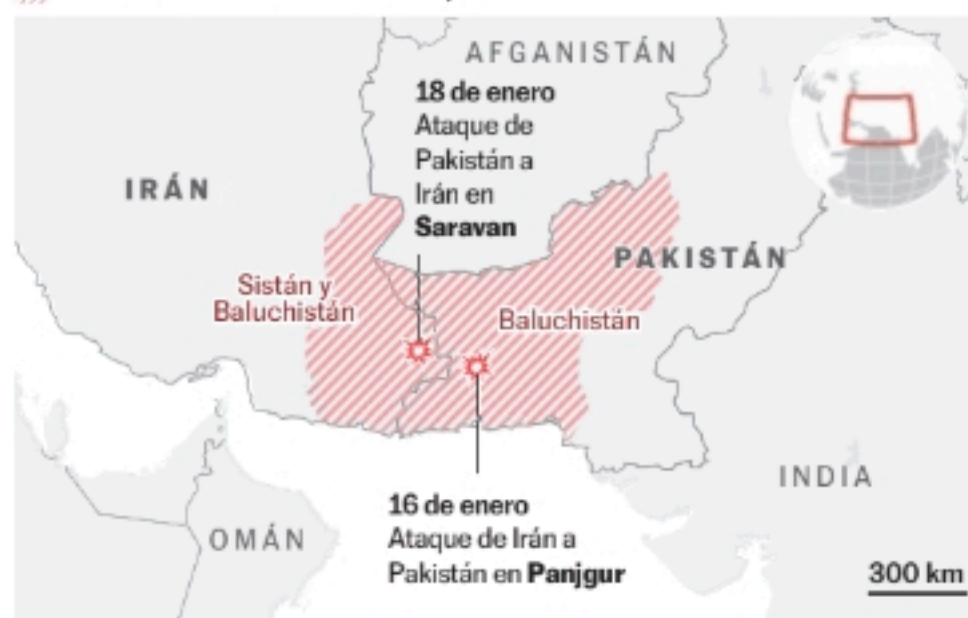 AFGANISTÁN
18 de enero
Ataque de
Pakistán a
Irán en
Saravan
IRÁN
PAKISTÁN
Sistán y
Baluchistán
Baluchistán
INDIA
16 de enero
Ataque de Irán a
Pakistán en Panjgur
OMÁN
300 km